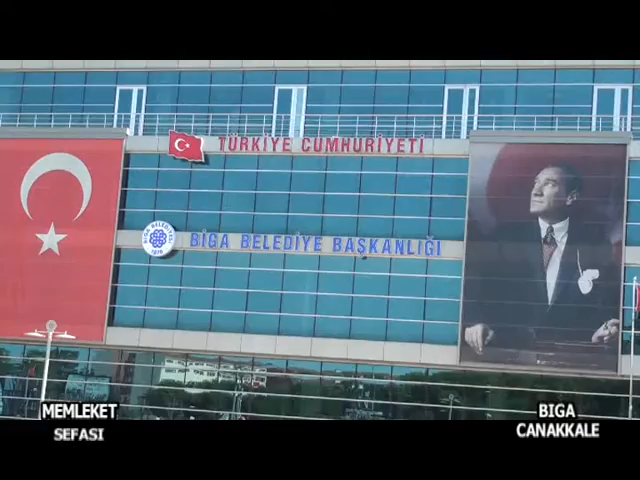 TÜRKİYE CUMHURİYETİ
BİGA BELEDİYE BAŞKANLIĞI
MEMLEKET
SEFASI
BIGA
CANAKKALE